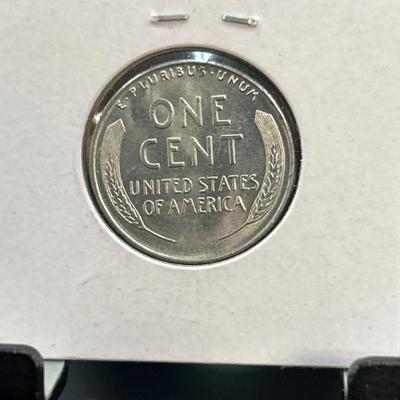 E·PLURIBUS·UNUM
ONE
CENT
UNITED STATES
OF AMERICA